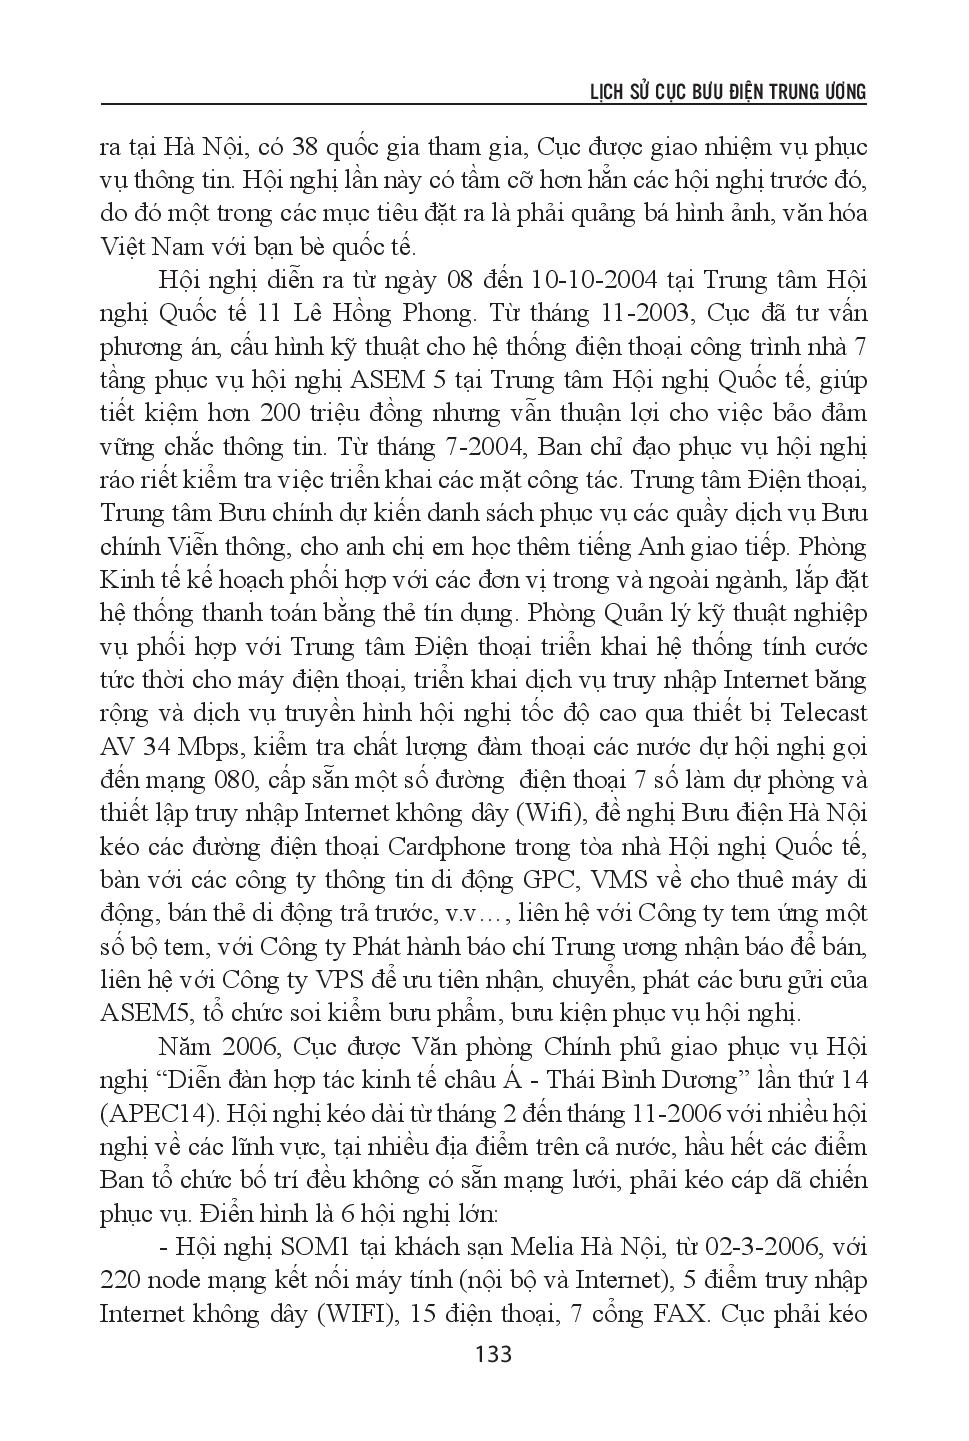 LỊCH SỬ CỤC BƯU ĐIỆN TRUNG ƯƠNG
ra tại Hà Nội, có 38 quốc gia tham gia, Cục được giao nhiệm vụ phục
vụ thông tin. Hội nghị lần này có tầm cỡ hơn hẳn các hội nghị trước đó,
do đó một trong các mục tiêu đặt ra là phải quảng bá hình ảnh, văn hóa
Việt Nam với bạn bè quốc tế.
Hội nghị diễn ra từ ngày 08 đến 10-10-2004 tại Trung tâm Hội
nghị Quốc tế 11 Lê Hồng Phong. Từ tháng 11-2003, Cục đã tư vấn
phương án, cấu hình kỹ thuật cho hệ thống điện thoại công trình nhà 7
tầng phục vụ hội nghị ASEM 5 tại Trung tâm Hội nghị Quốc tế, giúp
tiết kiệm hơn 200 triệu đồng nhưng vẫn thuận lợi cho việc bảo đảm
vững chắc thông tin. Từ tháng 7-2004, Ban chỉ đạo phục vụ hội nghị
ráo riết kiểm tra việc triển khai các mặt công tác. Trung tâm Điện thoại,
Trung tâm Bưu chính dự kiến danh sách phục vụ các quầy dịch vụ Bưu
chính Viễn thông, cho anh chị em học thêm tiếng Anh giao tiếp. Phòng
Kinh tế kế hoạch phối hợp với các đơn vị trong và ngoài ngành, lắp đặt
hệ thống thanh toán bằng thẻ tín dụng. Phòng Quản lý kỹ thuật nghiệp
vụ phối hợp với Trung tâm Điện thoại triển khai hệ thống tính cước
tức thời cho máy điện thoại, triển khai dịch vụ truy nhập Internet băng
rộng và dịch vụ truyền hình hội nghị tốc độ cao qua thiết bị Telecast
AV 34 Mbps, kiểm tra chất lượng đàm thoại các nước dự hội nghị gọi
đến mạng 080, cấp sẵn một số đường điện thoại 7 số làm dự phòng và
thiết lập truy nhập Internet không dây (Wifi), đề nghị Bưu điện Hà Nội
kéo các đường điện thoại Cardphone trong tòa nhà Hội nghị Quốc tế,
bàn với các công ty thông tin di động GPC, VMS về cho thuê máy di
động, bán thẻ di động trả trước, v.v…, liên hệ với Công ty tem ứng một
số bộ tem, với Công ty Phát hành báo chí Trung ương nhận báo để bán,
liên hệ với Công ty VPS để ưu tiên nhận, chuyển, phát các bưu gửi của
ASEM5, tổ chức soi kiểm bưu phẩm, bưu kiện phục vụ hội nghị.
Năm 2006, Cục được Văn phòng Chính phủ giao phục vụ Hội
nghị “Diễn đàn hợp tác kinh tế châu Á - Thái Bình Dương” lần thứ 14
(APEC14). Hội nghị kéo dài từ tháng 2 đến tháng 11-2006 với nhiều hội
nghị về các lĩnh vực, tại nhiều địa điểm trên cả nước, hầu hết các điểm
Ban tổ chức bố trí đều không có sẵn mạng lưới, phải kéo cáp dã chiến
phục vụ. Điển hình là 6 hội nghị lớn:
- Hội nghị SOM1 tại khách sạn Melia Hà Nội, từ 02-3-2006, với
220 node mạng kết nối máy tính (nội bộ và Internet), 5 điểm truy nhập
Internet không dây (WIFI), 15 điện thoại, 7 cổng FAX. Cục phải kéo
133